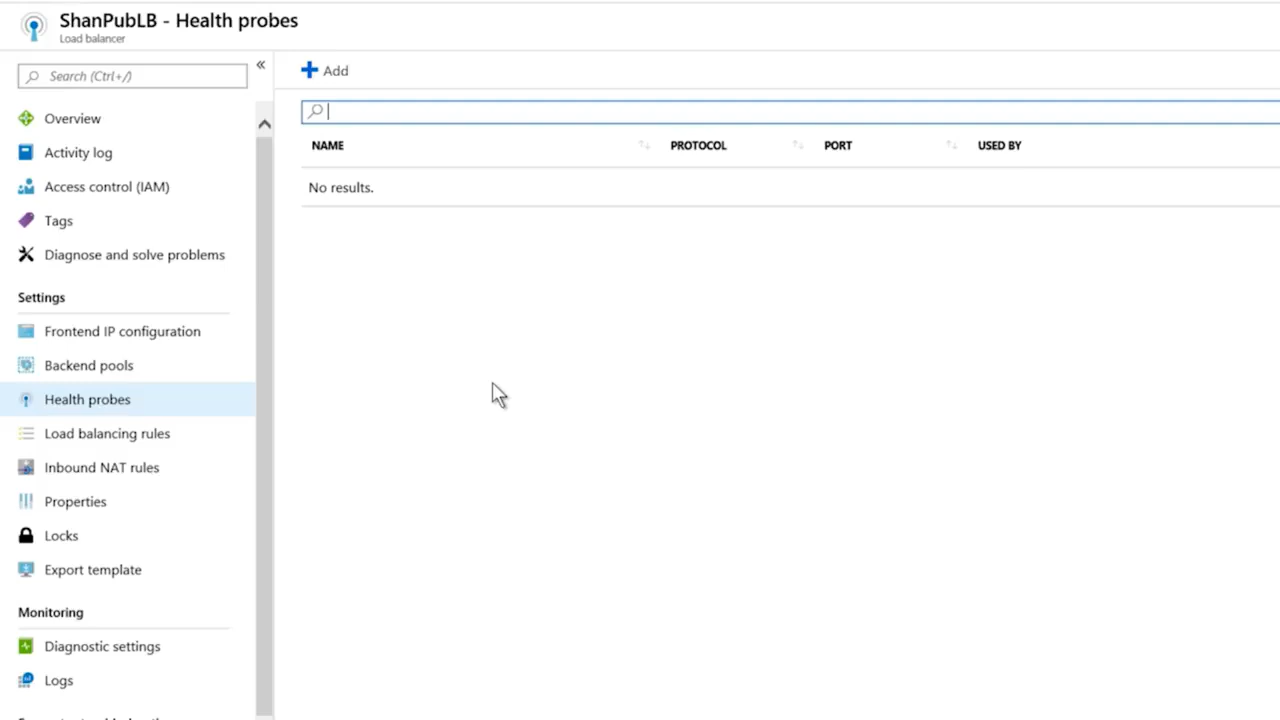 ShanPubLB - Health probes
Load balancer
Search (Ctrl+/)
«
Overview
Activity log
Access control (IAM)
Tags
Diagnose and solve problems
Settings
Frontend IP configuration
Backend pools
Health probes
Load balancing rules
Inbound NAT rules
Properties
Locks
Export template
Monitoring
Diagnostic settings
Logs
Add
NAME PROTOCOL PORT USED BY
No results.